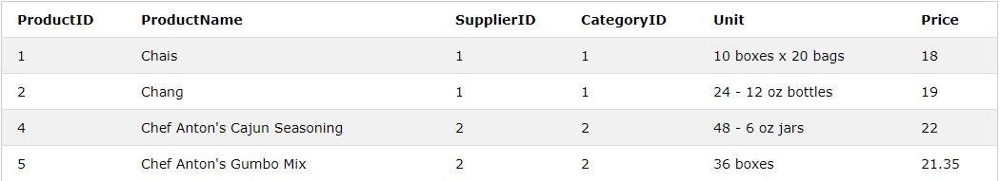 ProductID ProductName SupplierID CategoryID Unit Price
1 Chais 1 1 10 boxes x 20 bags 18
2 Chang 1 1 24 - 12 oz bottles 19
4 Chef Anton's Cajun Seasoning 2 2 48 - 6 oz jars 22
5 Chef Anton's Gumbo Mix 2 2 36 boxes 21.35